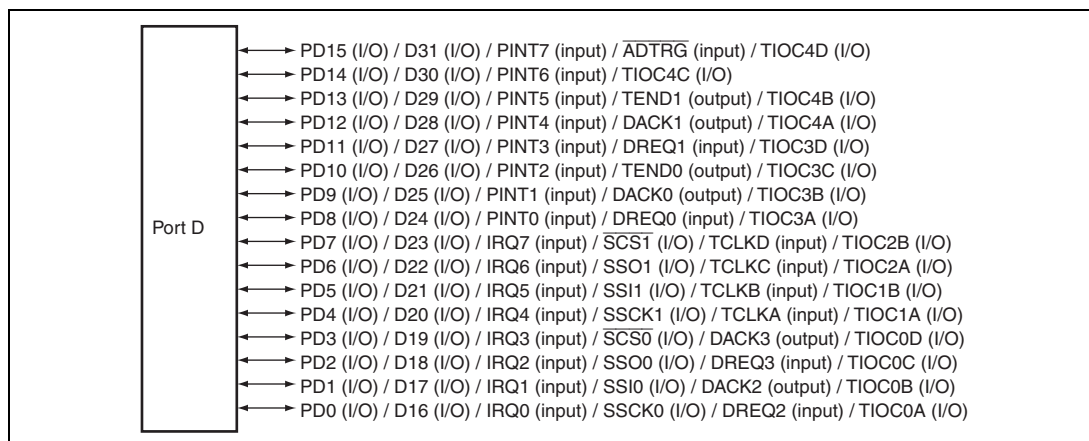 Port D
PD15 (I/O) / D31 (I/O) / PINT7 (input) / A̅D̅T̅R̅G̅ (input) / TIOC4D (I/O)
PD14 (I/O) / D30 (I/O) / PINT6 (input) / TIOC4C (I/O)
PD13 (I/O) / D29 (I/O) / PINT5 (input) / TEND1 (output) / TIOC4B (I/O)
PD12 (I/O) / D28 (I/O) / PINT4 (input) / DACK1 (output) / TIOC4A (I/O)
PD11 (I/O) / D27 (I/O) / PINT3 (input) / DREQ1 (input) / TIOC3D (I/O)
PD10 (I/O) / D26 (I/O) / PINT2 (input) / TEND0 (output) / TIOC3C (I/O)
PD9 (I/O) / D25 (I/O) / PINT1 (input) / DACK0 (output) / TIOC3B (I/O)
PD8 (I/O) / D24 (I/O) / PINT0 (input) / DREQ0 (input) / TIOC3A (I/O)
PD7 (I/O) / D23 (I/O) / IRQ7 (input) / S̅C̅S̅1̅ (I/O) / TCLKD (input) / TIOC2B (I/O)
PD6 (I/O) / D22 (I/O) / IRQ6 (input) / SSO1 (I/O) / TCLKC (input) / TIOC2A (I/O)
PD5 (I/O) / D21 (I/O) / IRQ5 (input) / SSI1 (I/O) / TCLKB (input) / TIOC1B (I/O)
PD4 (I/O) / D20 (I/O) / IRQ4 (input) / SSCK1 (I/O) / TCLKA (input) / TIOC1A (I/O)
PD3 (I/O) / D19 (I/O) / IRQ3 (input) / S̅C̅S̅0̅ (I/O) / DACK3 (output) / TIOC0D (I/O)
PD2 (I/O) / D18 (I/O) / IRQ2 (input) / SSO0 (I/O) / DREQ3 (input) / TIOC0C (I/O)
PD1 (I/O) / D17 (I/O) / IRQ1 (input) / SSI0 (I/O) / DACK2 (output) / TIOC0B (I/O)
PD0 (I/O) / D16 (I/O) / IRQ0 (input) / SSCK0 (I/O) / DREQ2 (input) / TIOC0A (I/O)